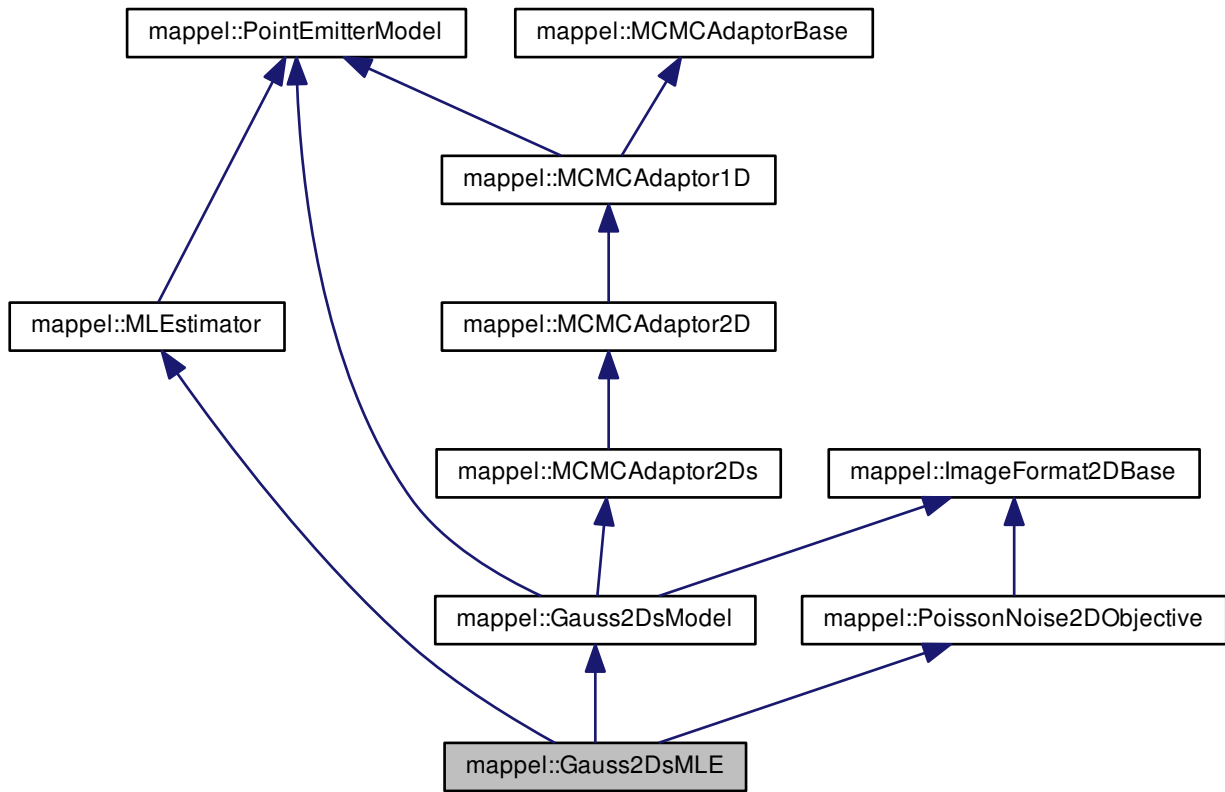 mappel::PointEmitterModel
mappel::MCMCAdaptorBase
mappel::MCMCAdaptor1D
mappel::MLEstimator
mappel::MCMCAdaptor2D
mappel::MCMCAdaptor2Ds
mappel::ImageFormat2DBase
mappel::Gauss2DsModel
mappel::PoissonNoise2DObjective
mappel::Gauss2DsMLE